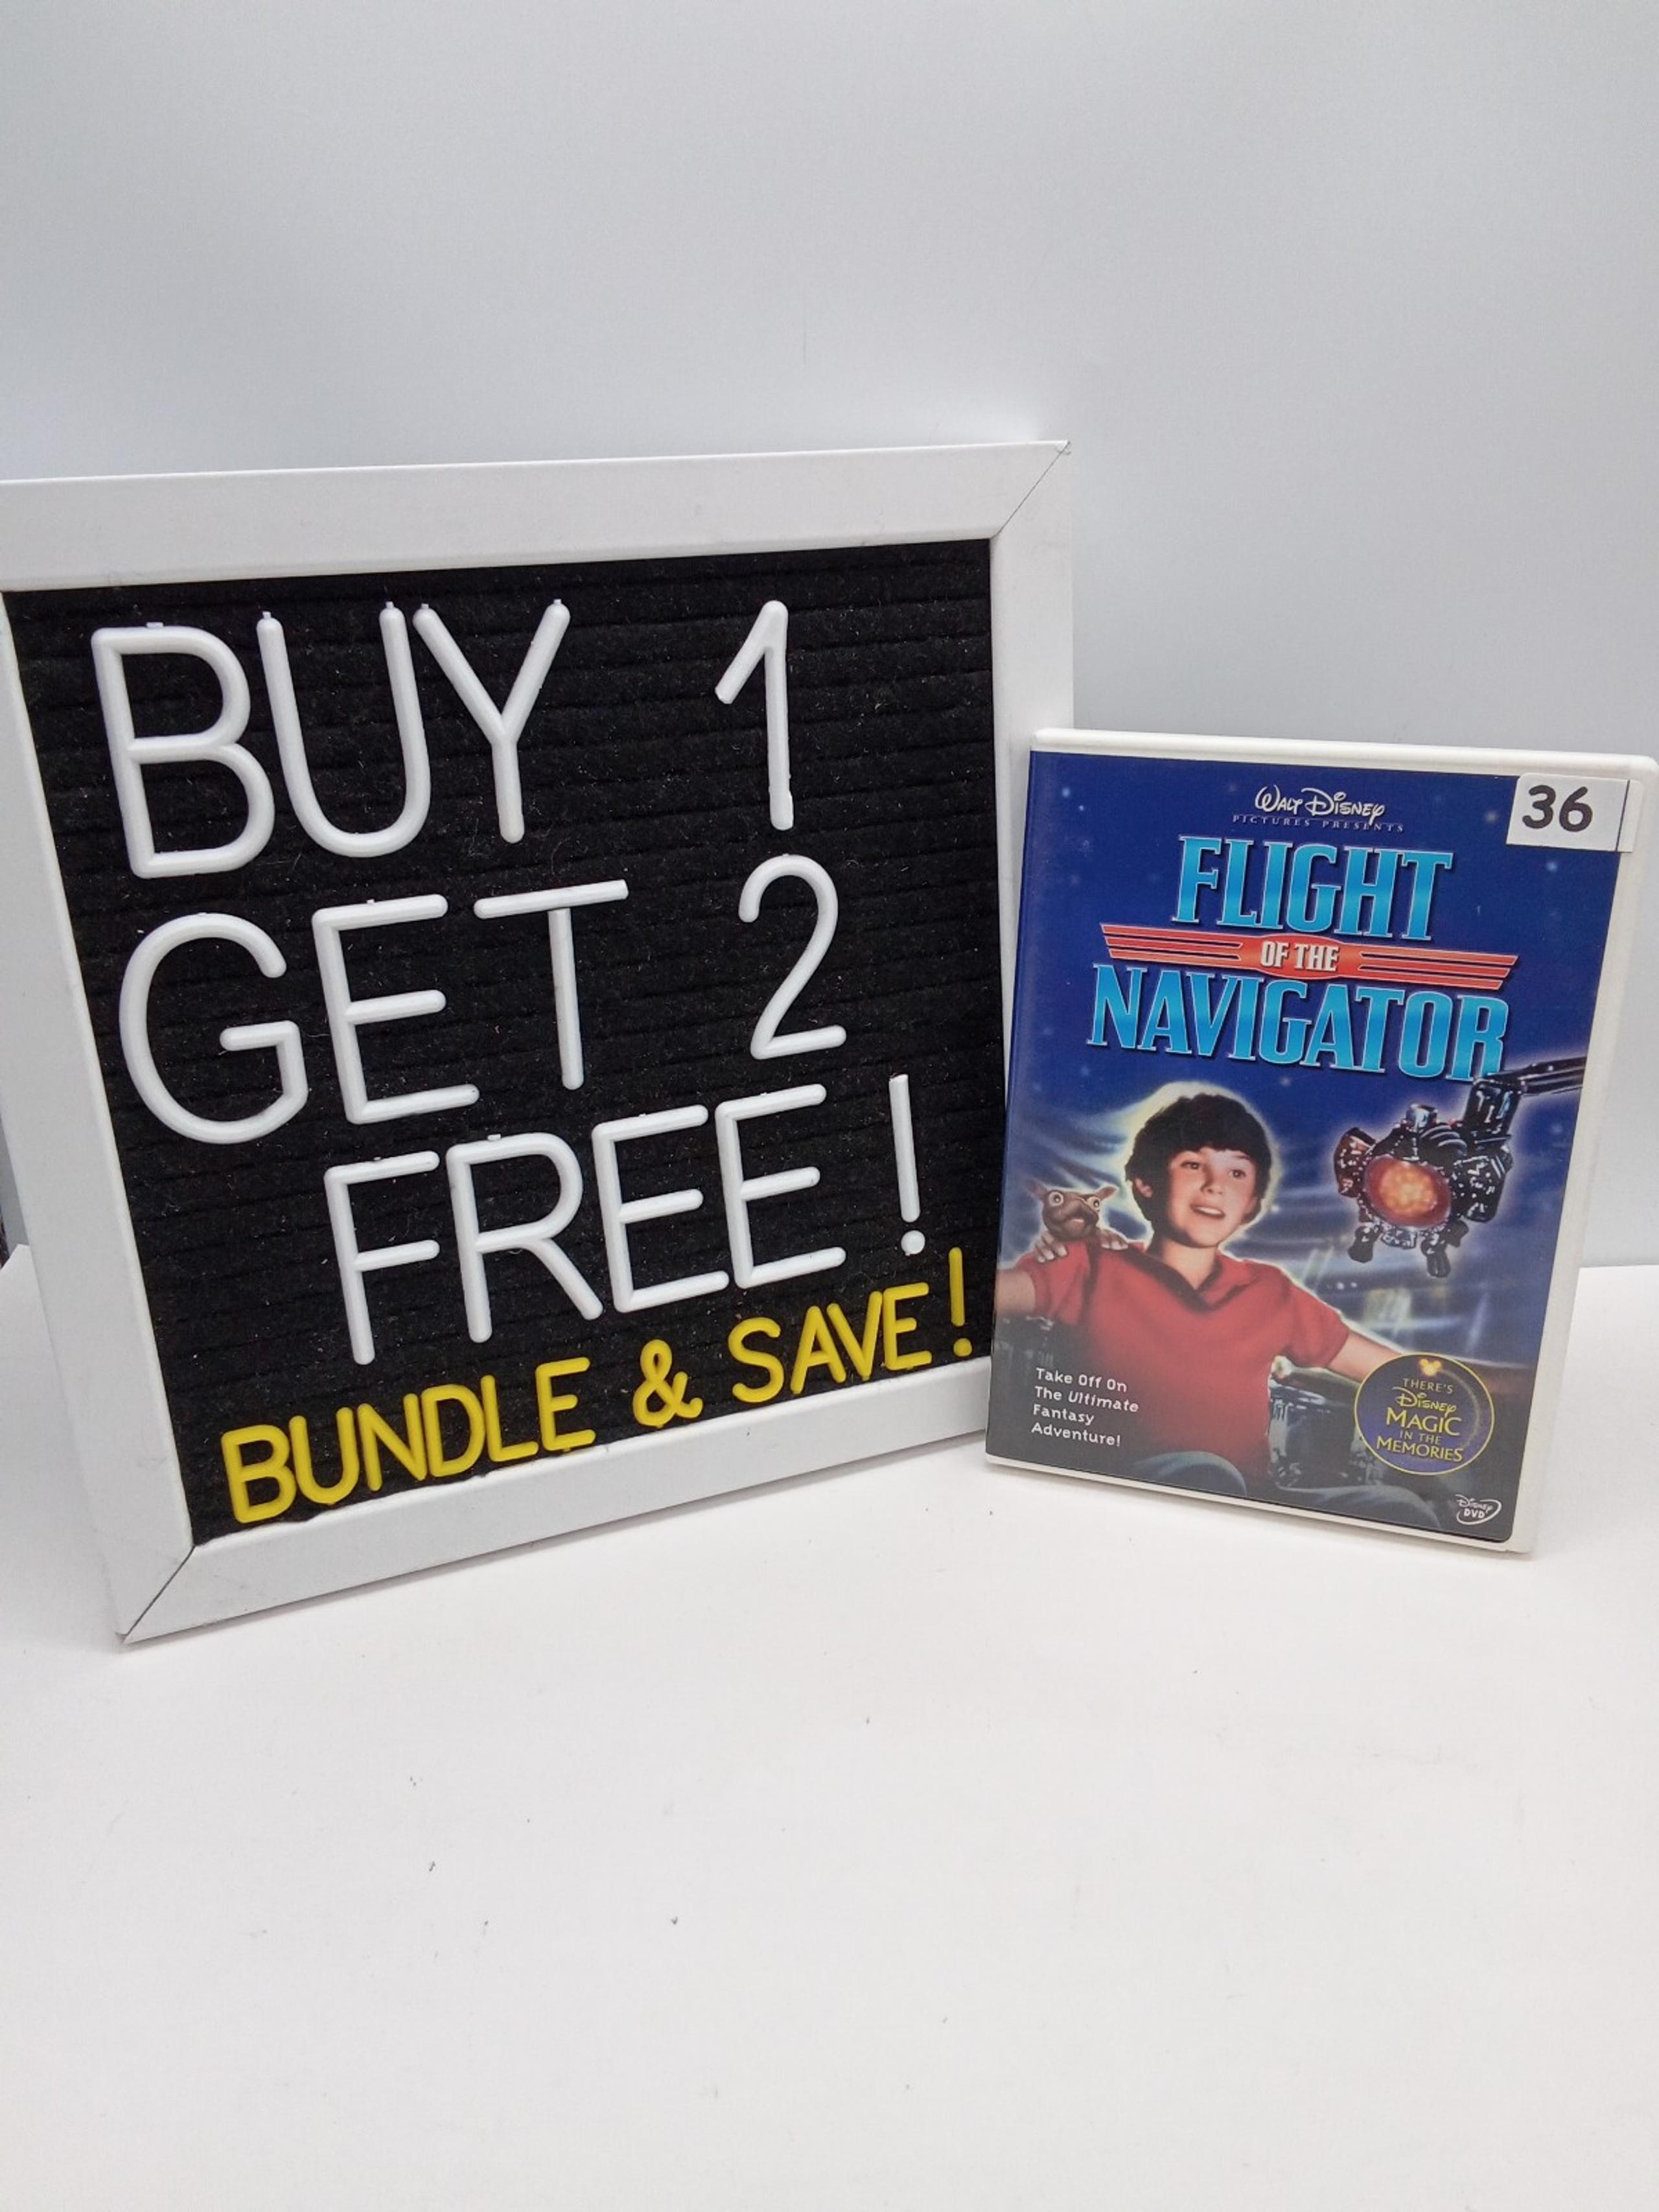 BUY 1
GET 2
FREE!
BUNDLE & SAVE!
36
WALT DISNEY
PICTURES PRESENTS
FLIGHT
OF THE
NAVIGATOR
Take Off On
The Ultimate
Fantasy
Adventure!
THERE'S
DISNEY
MAGIC
IN THE
MEMORIES
DISNEY
DVD